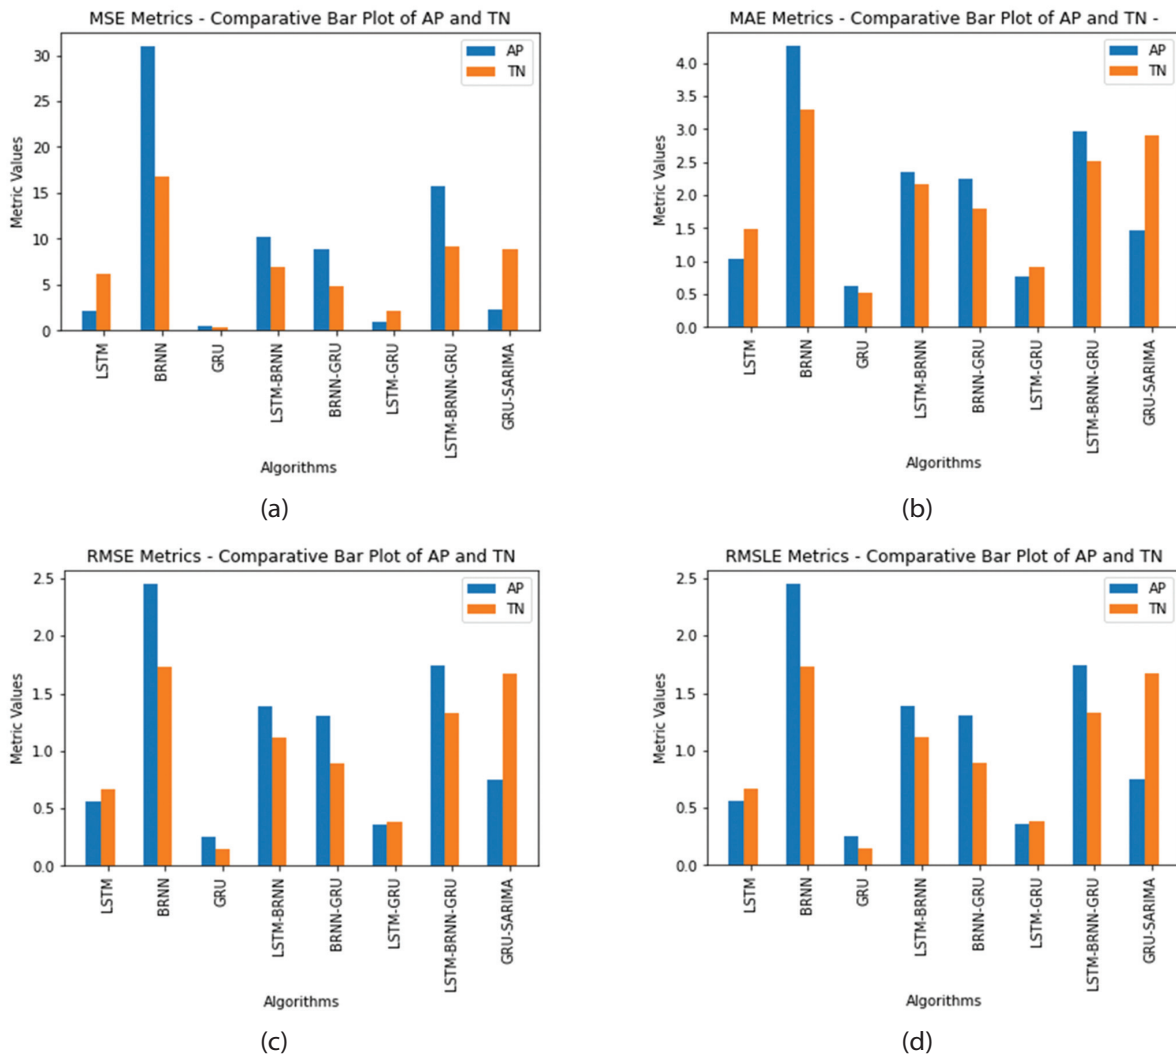 MSE Metrics - Comparative Bar Plot of AP and TN
AP
TN
Metric Values
30
25
20
15
10
5
0
LSTM
BRNN
GRU
LSTM-BRNN
BRNN-GRU
LSTM-GRU
LSTM-BRNN-GRU
GRU-SARIMA
Algorithms
(a)
MAE Metrics - Comparative Bar Plot of AP and TN -
AP
TN
Metric Values
4.0
3.5
3.0
2.5
2.0
1.5
1.0
0.5
0.0
LSTM
BRNN
GRU
LSTM-BRNN
BRNN-GRU
LSTM-GRU
LSTM-BRNN-GRU
GRU-SARIMA
Algorithms
(b)
RMSE Metrics - Comparative Bar Plot of AP and TN
AP
TN
Metric Values
2.5
2.0
1.5
1.0
0.5
0.0
LSTM
BRNN
GRU
LSTM-BRNN
BRNN-GRU
LSTM-GRU
LSTM-BRNN-GRU
GRU-SARIMA
Algorithms
(c)
RMSLE Metrics - Comparative Bar Plot of AP and TN
AP
TN
Metric Values
2.5
2.0
1.5
1.0
0.5
0.0
LSTM
BRNN
GRU
LSTM-BRNN
BRNN-GRU
LSTM-GRU
LSTM-BRNN-GRU
GRU-SARIMA
Algorithms
(d)